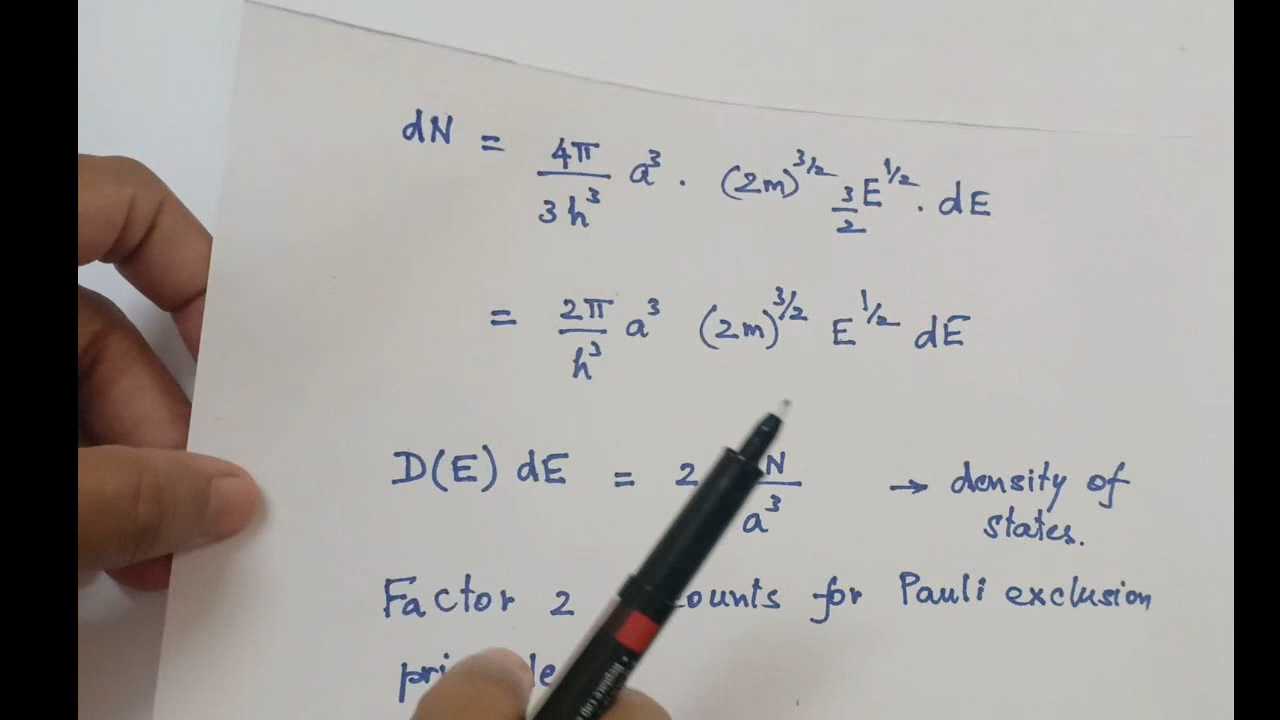 dN = 4π/3h³ a³ · (2m)^3/2 3/2 E^1/2 · dE
= 2π/h³ a³ (2m)^3/2 E^1/2 dE
D(E) dE = 2 N/a³ → density of
states.
Factor 2 counts for Pauli exclusion